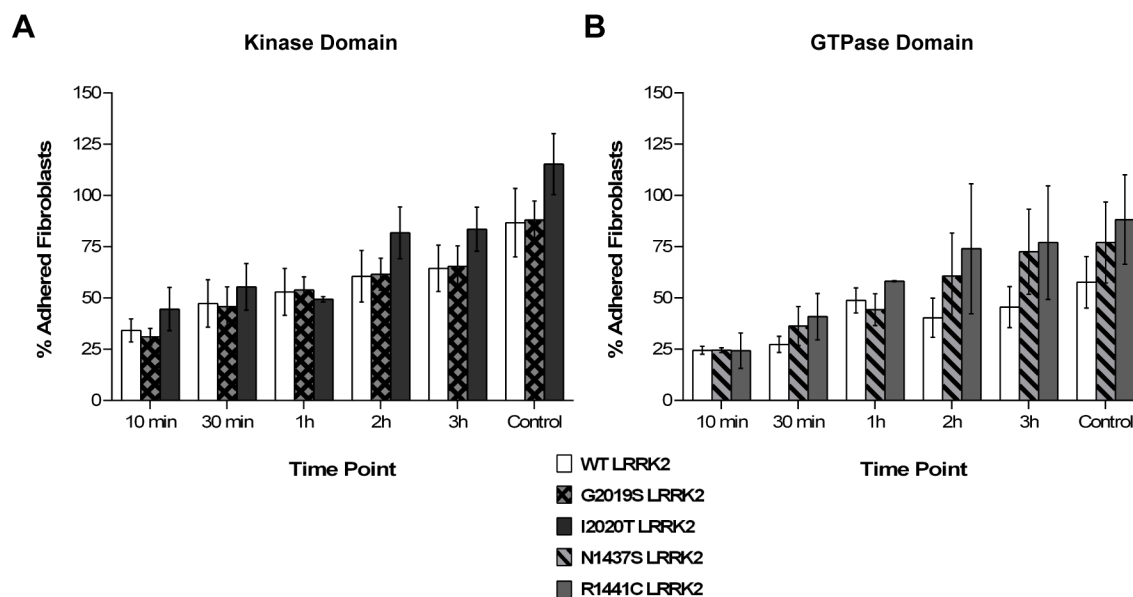 A
Kinase Domain
% Adhered Fibroblasts
150
125
100
75
50
25
0
10 min 30 min 1h 2h 3h Control
Time Point
B
GTPase Domain
% Adhered Fibroblasts
150
125
100
75
50
25
0
10 min 30 min 1h 2h 3h Control
Time Point
WT LRRK2
G2019S LRRK2
I2020T LRRK2
N1437S LRRK2
R1441C LRRK2